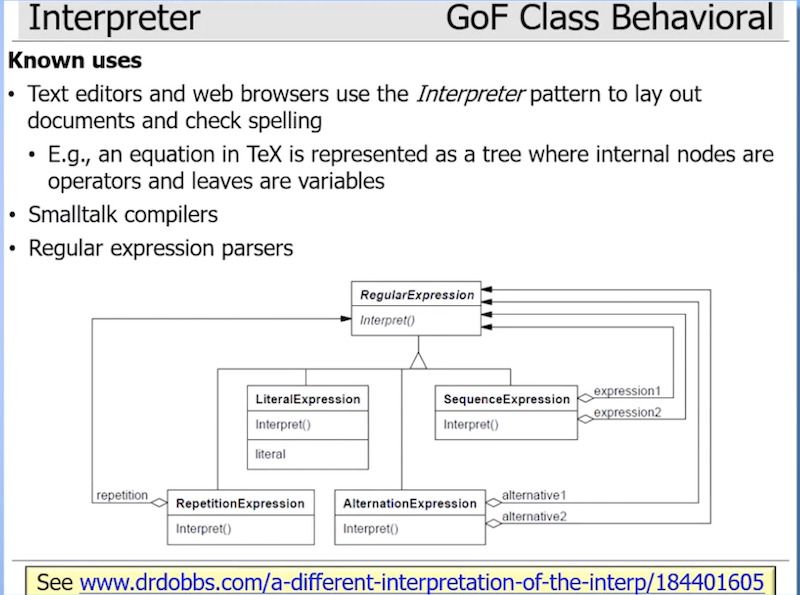 Interpreter GoF Class Behavioral
Known uses
• Text editors and web browsers use the Interpreter pattern to lay out
documents and check spelling
• E.g., an equation in TeX is represented as a tree where internal nodes are
operators and leaves are variables
• Smalltalk compilers
• Regular expression parsers
RegularExpression
Interpret()
LiteralExpression
Interpret()
literal
SequenceExpression
Interpret()
expression1
expression2
repetition
RepetitionExpression
Interpret()
AlternationExpression
Interpret()
alternative1
alternative2
See www.drdobbs.com/a-different-interpretation-of-the-interp/184401605